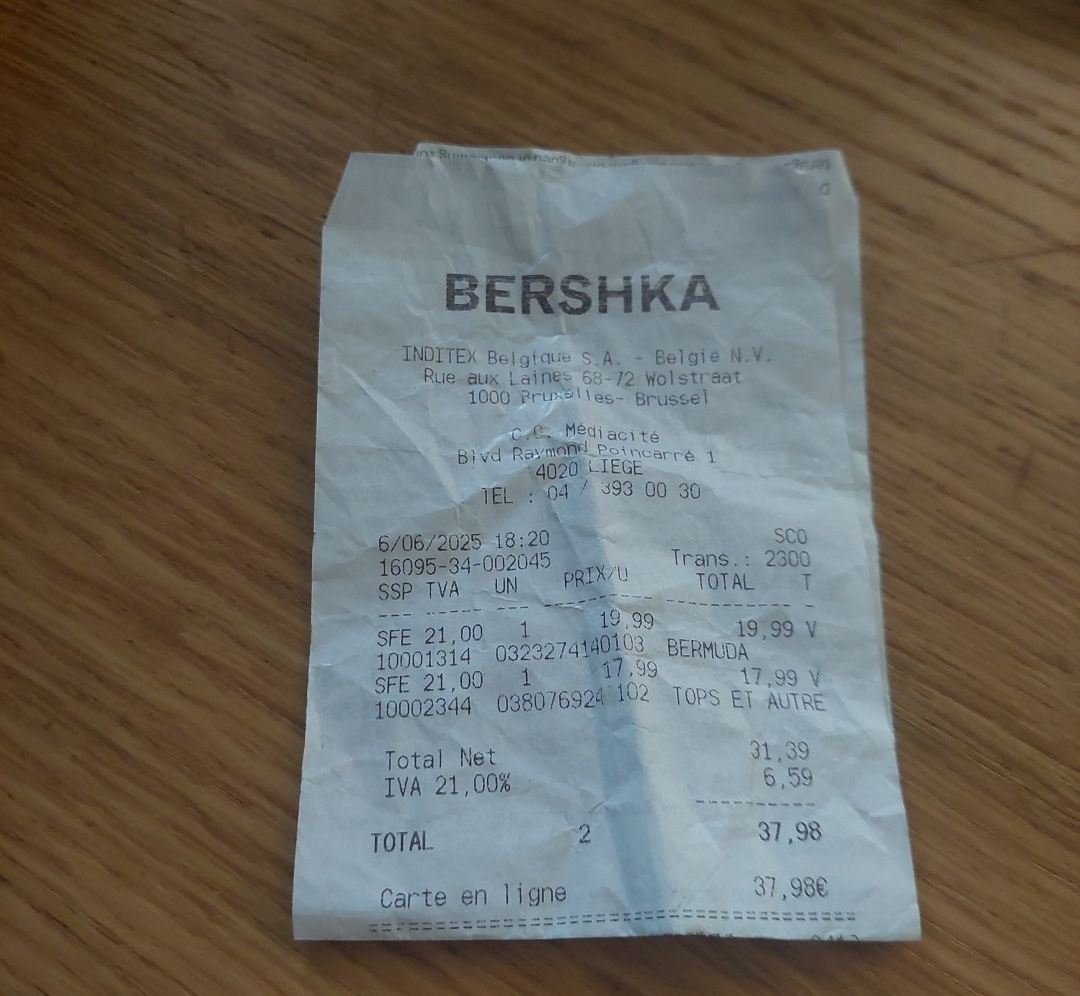 BERSHKA
INDITEX Belgique S.A. - Belgie N.V.
Rue aux Laines 68-72 Wolstraat
1000 Bruxelles- Brussel
C.C. Médiacité
Blvd Raymond Poincarré 1
4020 LIEGE
TEL : 04 / 393 00 30
6/06/2025 18:20 SCO
16095-34-002045 Trans.: 2300
SSP TVA UN PRIX/U TOTAL T
SFE 21,00 1 19,99 19,99 V
10001314 0323274140103 BERMUDA
SFE 21,00 1 17,99 17,99 V
10002344 038076924 102 TOPS ET AUTRE
Total Net 31,39
IVA 21,00% 6,59
TOTAL 2 37,98
Carte en ligne 37,98€